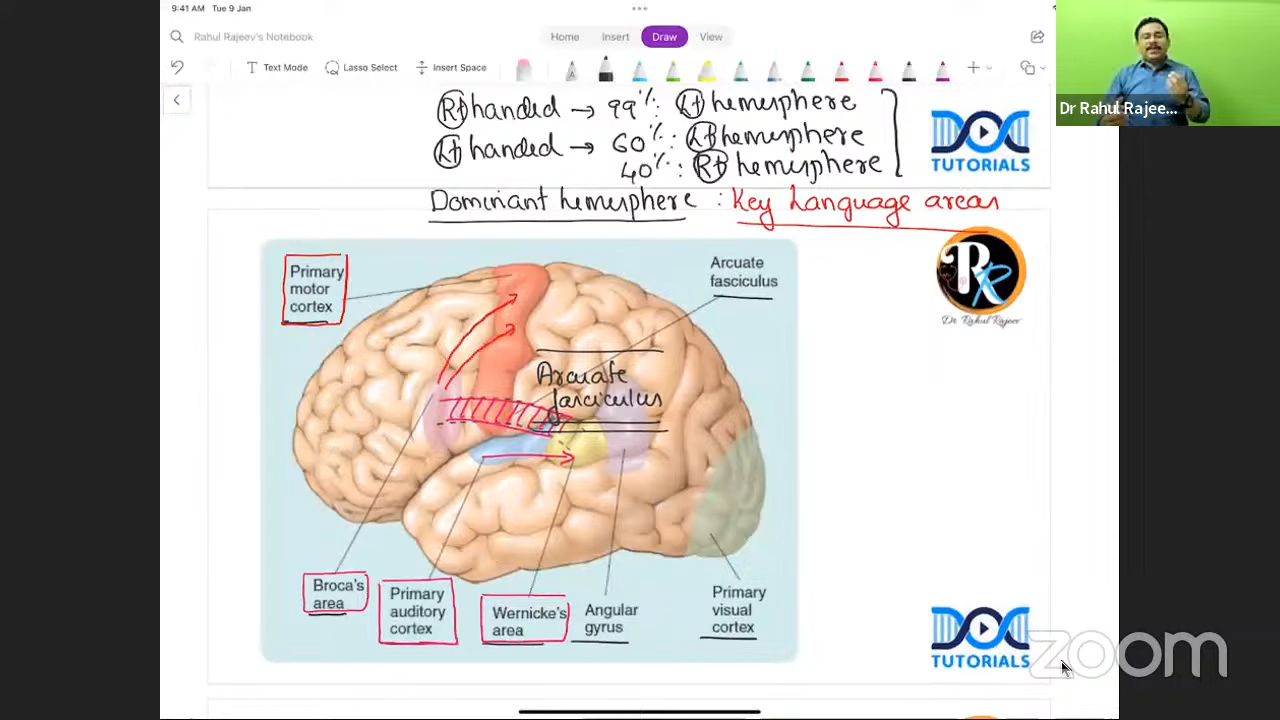 9:41 AM Tue 9 Jan
Rahul Rajeev's Notebook
Home Insert Draw View
Text Mode Lasso Select Insert Space
Dr Rahul Rajee...
Rt handed → 99% : Lt hemisphere
Lt handed → 60% : Lt hemisphere
40% : Rt hemisphere
Dominant hemisphere : Key Language areas
DNA
TUTORIALS
Primary
motor
cortex
Arcuate
fasciculus
R R
Dr Rahul Rajeev
Arcuate
fasciculus
Broca's
area
Primary
auditory
cortex
Wernicke's
area
Angular
gyrus
Primary
visual
cortex
TUTORIALS
zoom